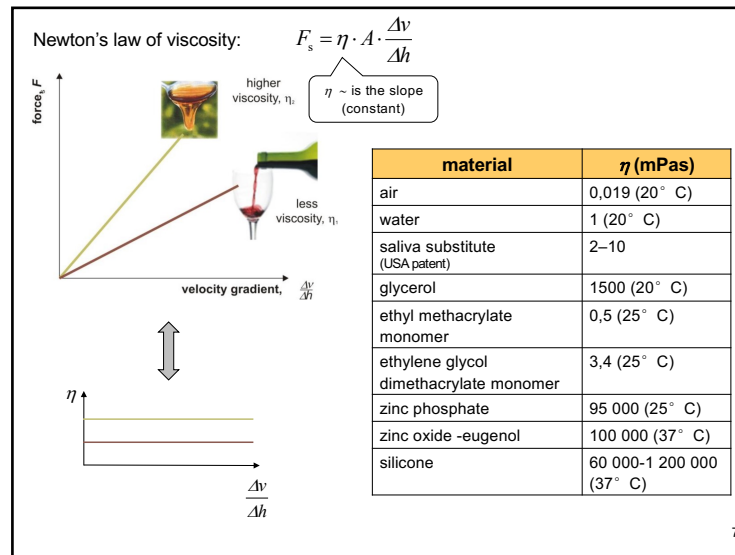 Newton's law of viscosity: F_s = η · A · Δv/Δh
η ~ is the slope
(constant)
force, F
higher
viscosity, η₂
less
viscosity, η₁
velocity gradient, Δv/Δh
η
Δv/Δh
material η (mPas)
air 0,019 (20° C)
water 1 (20° C)
saliva substitute 2–10
(USA patent)
glycerol 1500 (20° C)
ethyl methacrylate 0,5 (25° C)
monomer
ethylene glycol 3,4 (25° C)
dimethacrylate monomer
zinc phosphate 95 000 (25° C)
zinc oxide -eugenol 100 000 (37° C)
silicone 60 000-1 200 000
(37° C)
7